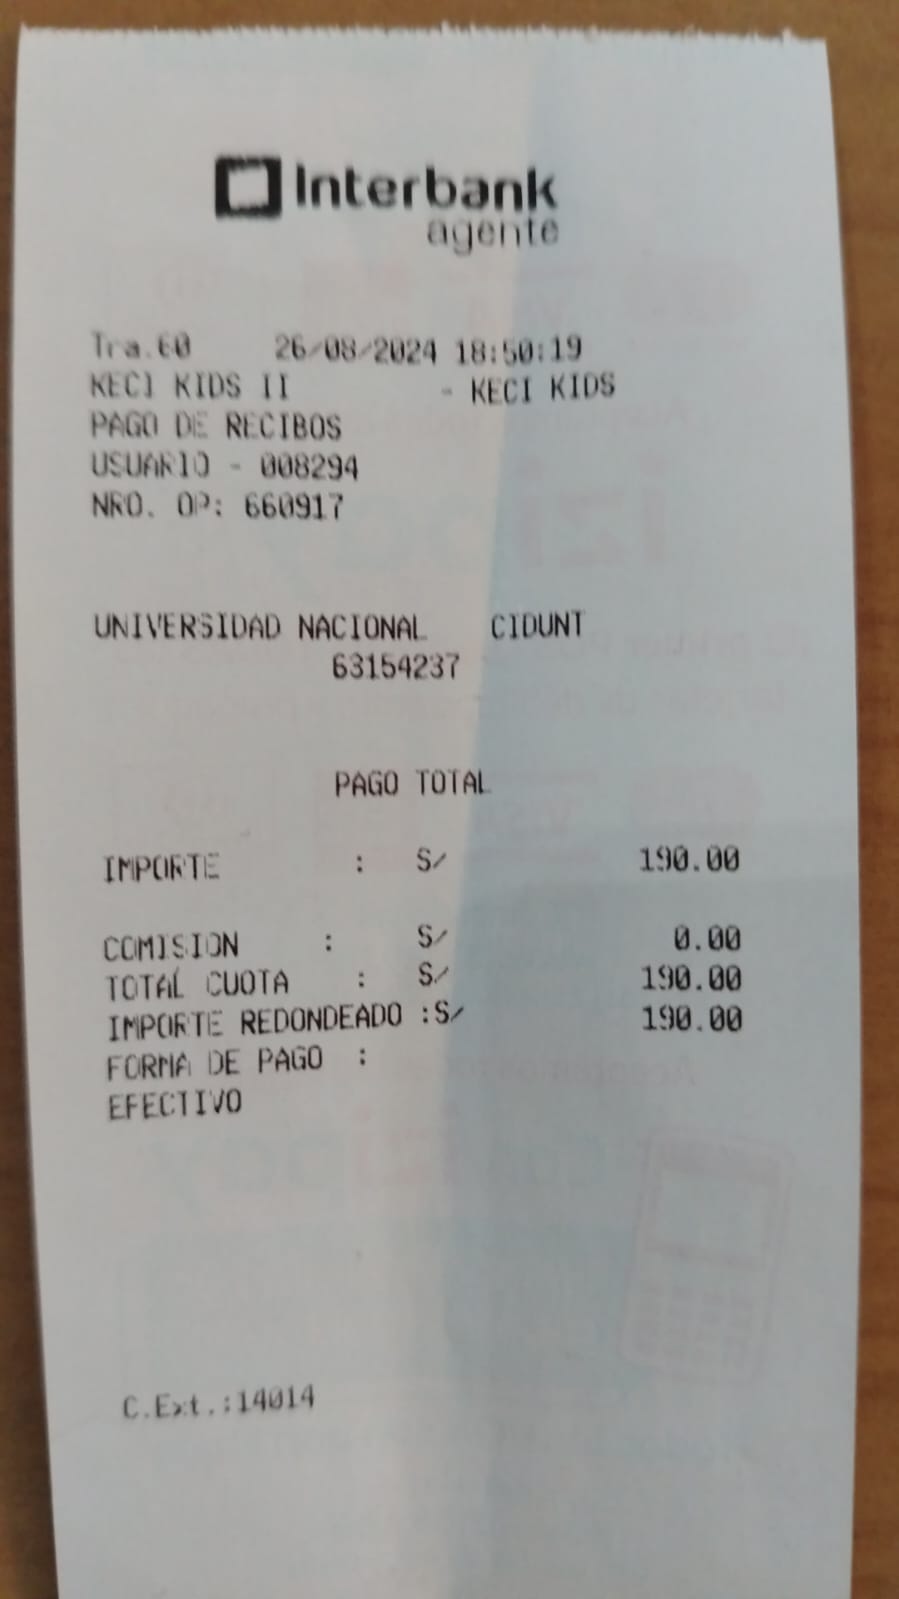 Interbank
agente
Tra.60 26/08/2024 18:50:19
KECI KIDS II - KECI KIDS
PAGO DE RECIBOS
USUARIO - 008294
NRO. OP: 660917
UNIVERSIDAD NACIONAL CIDUNT
63154237
PAGO TOTAL
IMPORTE : S/ 190.00
COMISION : S/ 0.00
TOTAL CUOTA : S/ 190.00
IMPORTE REDONDEADO :S/ 190.00
FORMA DE PAGO :
EFECTIVO
C.Ext.:14014